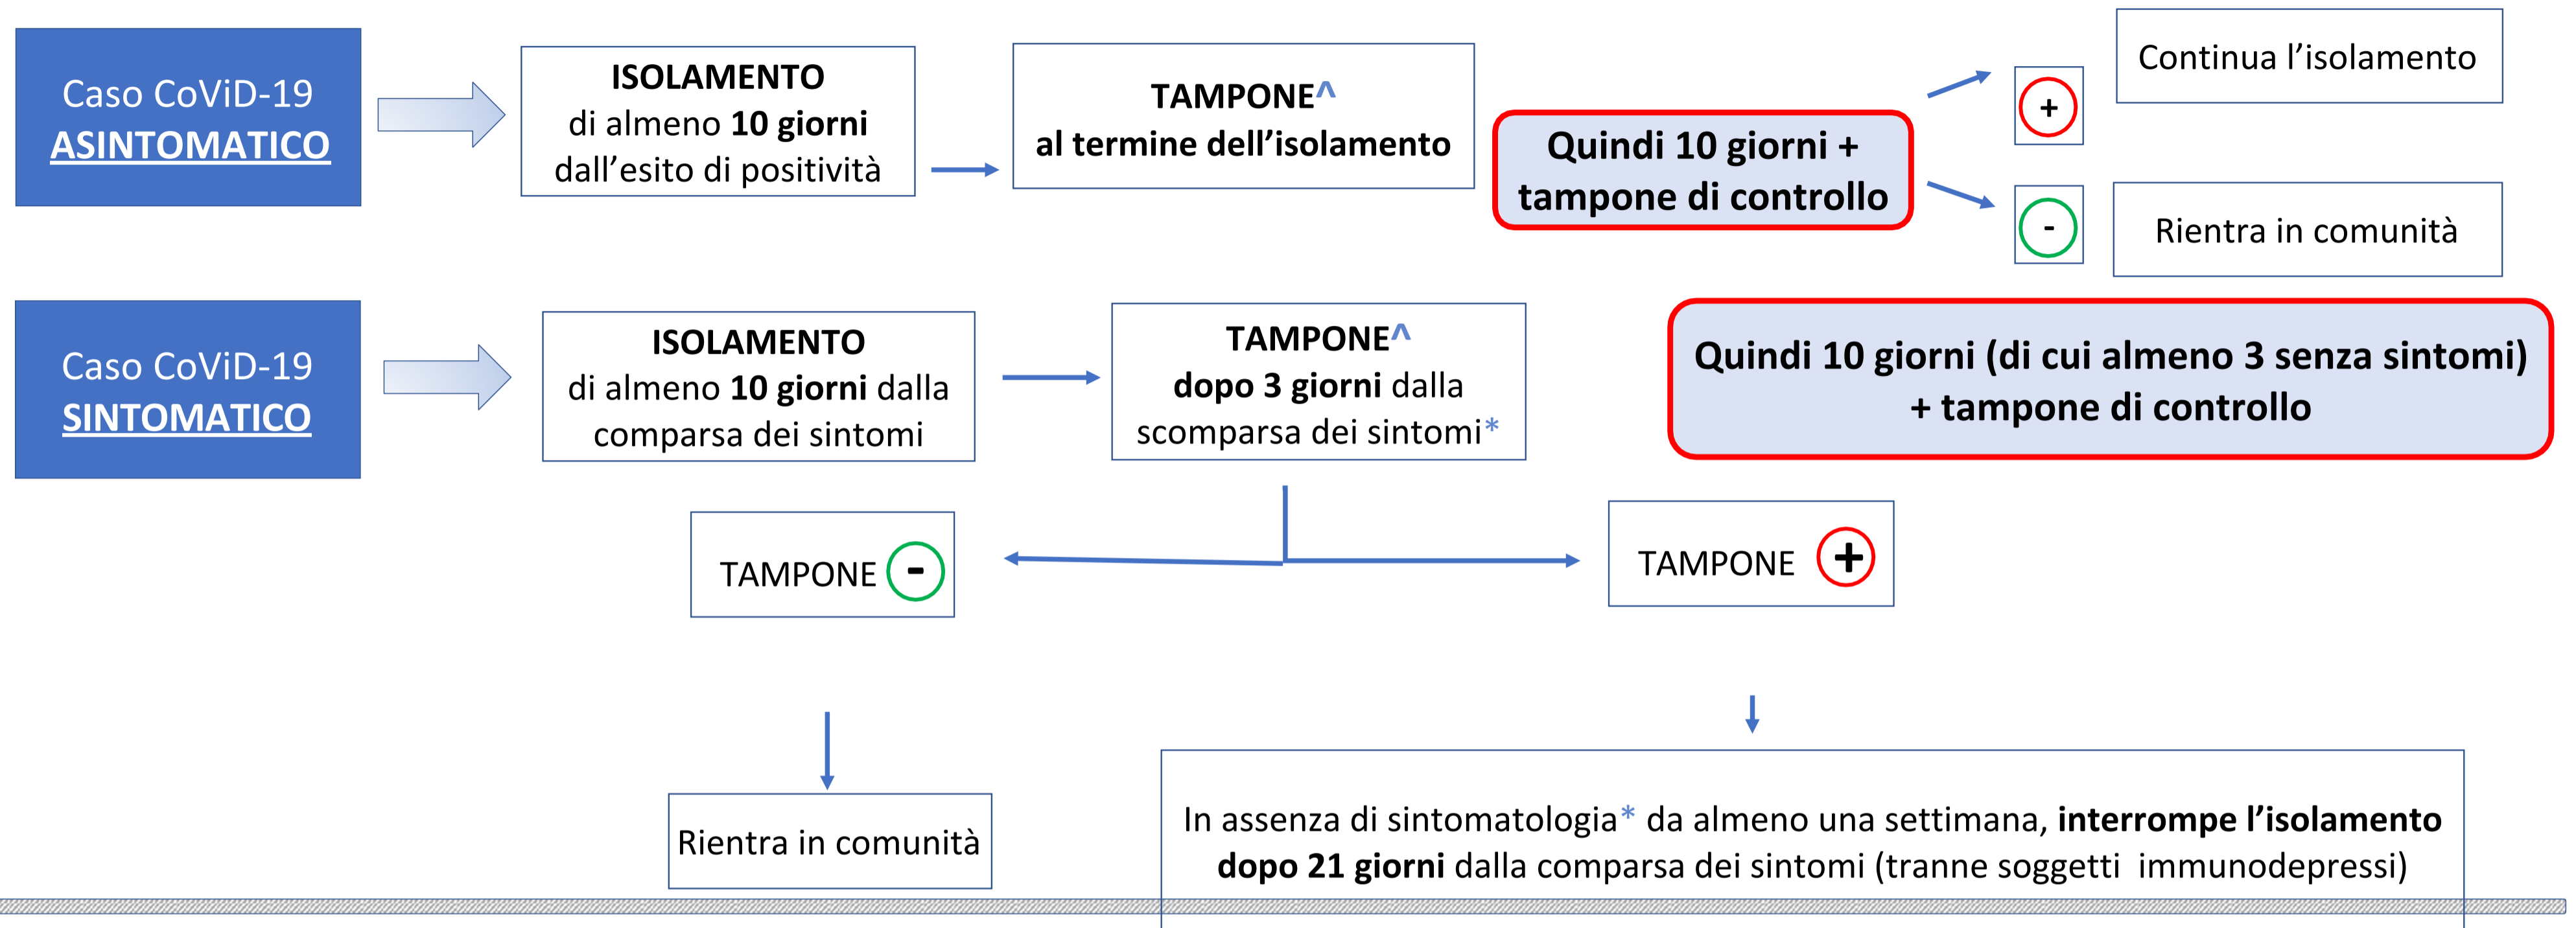 Caso CoViD-19
ASINTOMATICO
ISOLAMENTO
di almeno 10 giorni
dall'esito di positività
TAMPONE^
al termine dell'isolamento
Quindi 10 giorni +
tampone di controllo
+
Continua l'isolamento
-
Rientra in comunità
Caso CoViD-19
SINTOMATICO
ISOLAMENTO
di almeno 10 giorni dalla
comparsa dei sintomi
TAMPONE^
dopo 3 giorni dalla
scomparsa dei sintomi*
Quindi 10 giorni (di cui almeno 3 senza sintomi)
+ tampone di controllo
TAMPONE -
TAMPONE +
Rientra in comunità
In assenza di sintomatologia* da almeno una settimana, interrompe l'isolamento
dopo 21 giorni dalla comparsa dei sintomi (tranne soggetti immunodepressi)